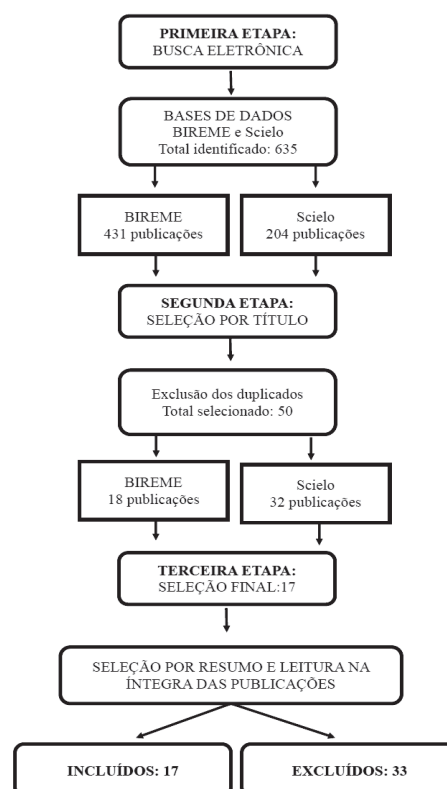 PRIMEIRA ETAPA:
BUSCA ELETRÔNICA
BASES DE DADOS
BIREME e Scielo
Total identificado: 635
BIREME
431 publicações
Scielo
204 publicações
SEGUNDA ETAPA:
SELEÇÃO POR TÍTULO
Exclusão dos duplicados
Total selecionado: 50
BIREME
18 publicações
Scielo
32 publicações
TERCEIRA ETAPA:
SELEÇÃO FINAL:17
SELEÇÃO POR RESUMO E LEITURA NA
ÍNTEGRA DAS PUBLICAÇÕES
INCLUÍDOS: 17
EXCLUÍDOS: 33